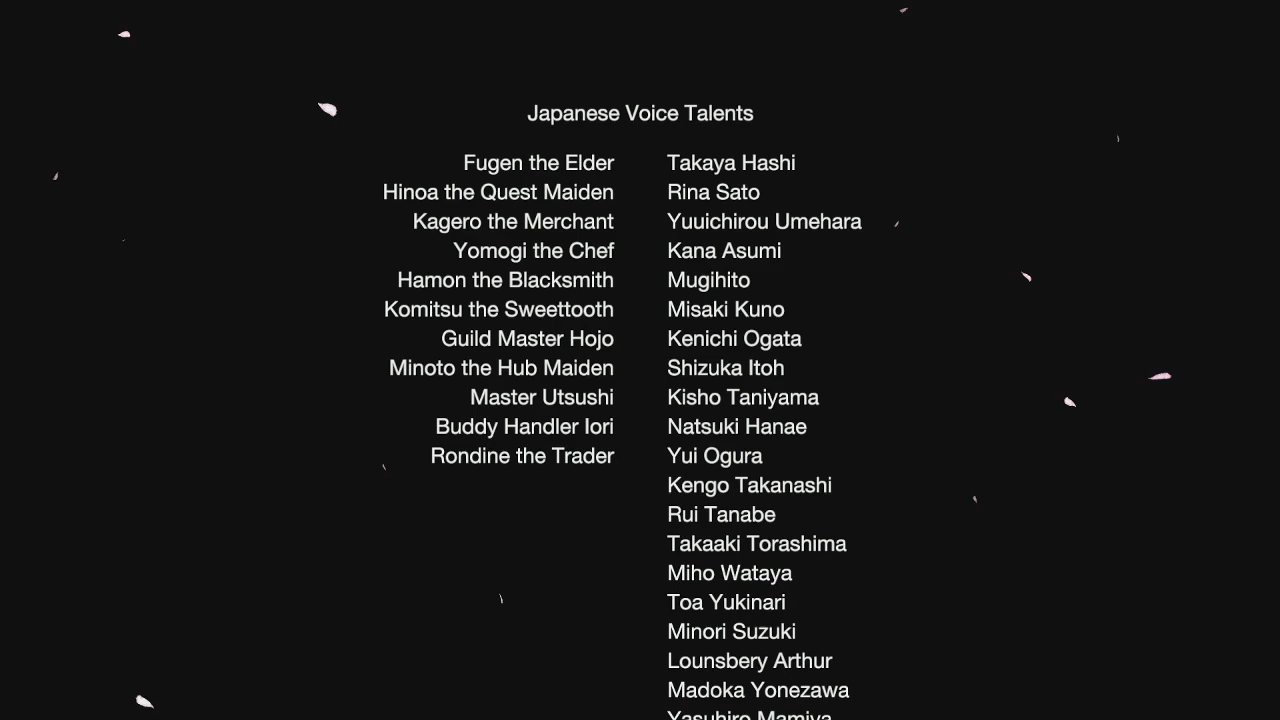 Japanese Voice Talents
Fugen the Elder Takaya Hashi
Hinoa the Quest Maiden Rina Sato
Kagero the Merchant Yuuichirou Umehara
Yomogi the Chef Kana Asumi
Hamon the Blacksmith Mugihito
Komitsu the Sweettooth Misaki Kuno
Guild Master Hojo Kenichi Ogata
Minoto the Hub Maiden Shizuka Itoh
Master Utsushi Kisho Taniyama
Buddy Handler Iori Natsuki Hanae
Rondine the Trader Yui Ogura
Kengo Takanashi
Rui Tanabe
Takaaki Torashima
Miho Wataya
Toa Yukinari
Minori Suzuki
Lounsbery Arthur
Madoka Yonezawa
Yasuhiro Mamiya